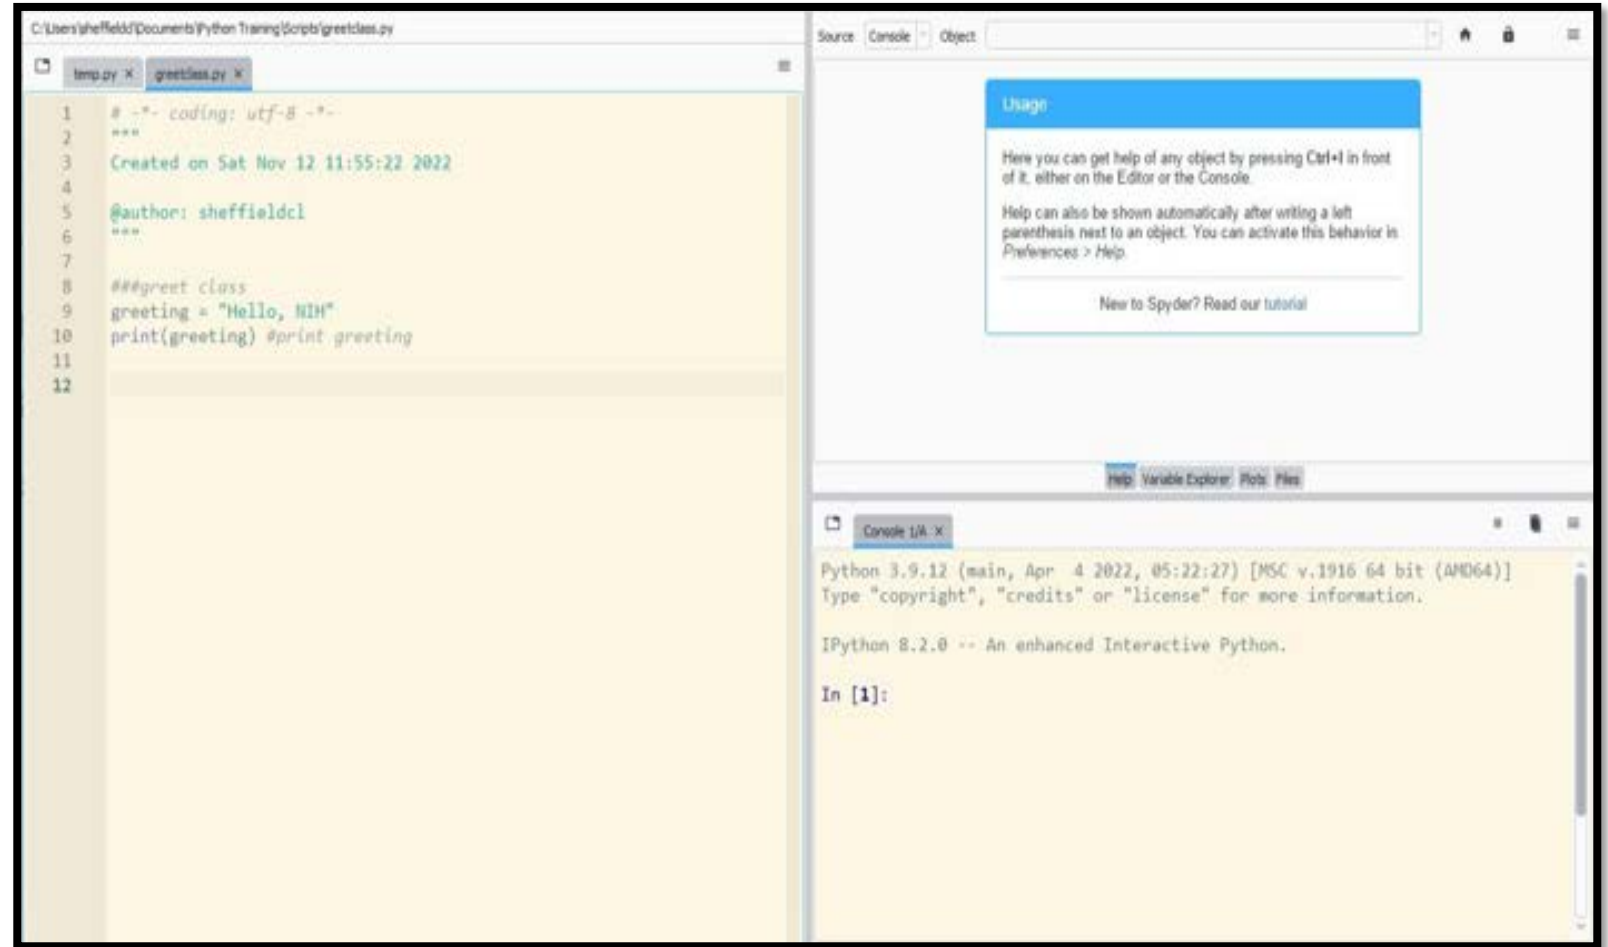 C:\Users\sheffieldcl\Documents\Python Training\Scripts\greetclass.py
temp.py × greetclass.py ×
1 # -*- coding: utf-8 -*-
2 """
3 Created on Sat Nov 12 11:55:22 2022
4
5 @author: sheffieldcl
6 """
7
8 ###greet class
9 greeting = "Hello, NIH"
10 print(greeting) #print greeting
11
12
Source Console Object
Usage
Here you can get help of any object by pressing Ctrl+I in front
of it, either on the Editor or the Console.
Help can also be shown automatically after writing a left
parenthesis next to an object. You can activate this behavior in
Preferences > Help.
New to Spyder? Read our tutorial
Help Variable Explorer Plots Files
Console 1/A ×
Python 3.9.12 (main, Apr 4 2022, 05:22:27) [MSC v.1916 64 bit (AMD64)]
Type "copyright", "credits" or "license" for more information.
IPython 8.2.0 -- An enhanced Interactive Python.
In [1]: